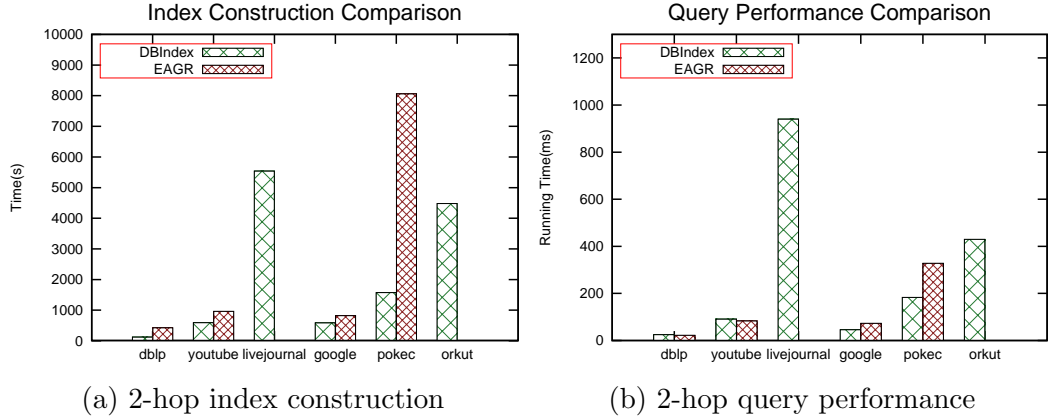 Index Construction Comparison
10000
9000
8000
7000
6000
5000
4000
3000
2000
1000
0
Time(s)
DBIndex
EAGR
dblp youtube livejournal google pokec orkut
(a) 2-hop index construction
Query Performance Comparison
1200
1000
800
600
400
200
0
Running Time(ms)
DBIndex
EAGR
dblp youtube livejournal google pokec orkut
(b) 2-hop query performance